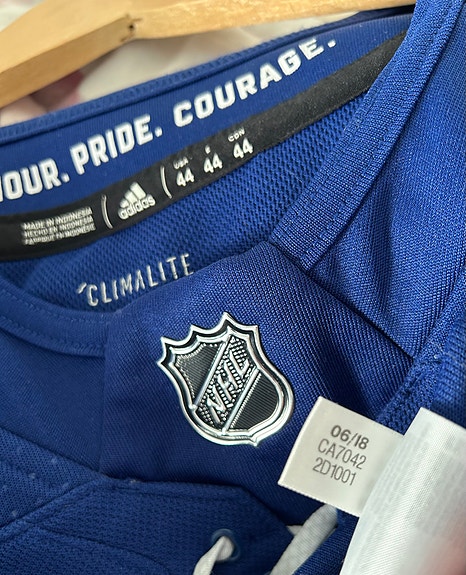 PRIDE. COURAGE.
USA F CDN
44 44 44
adidas
MADE IN INDONESIA
HECHO EN INDONESIA
FABRIQUÉ EN INDONÉSIE
CLIMALITE
NHL
06/18
CA7042
2D1001